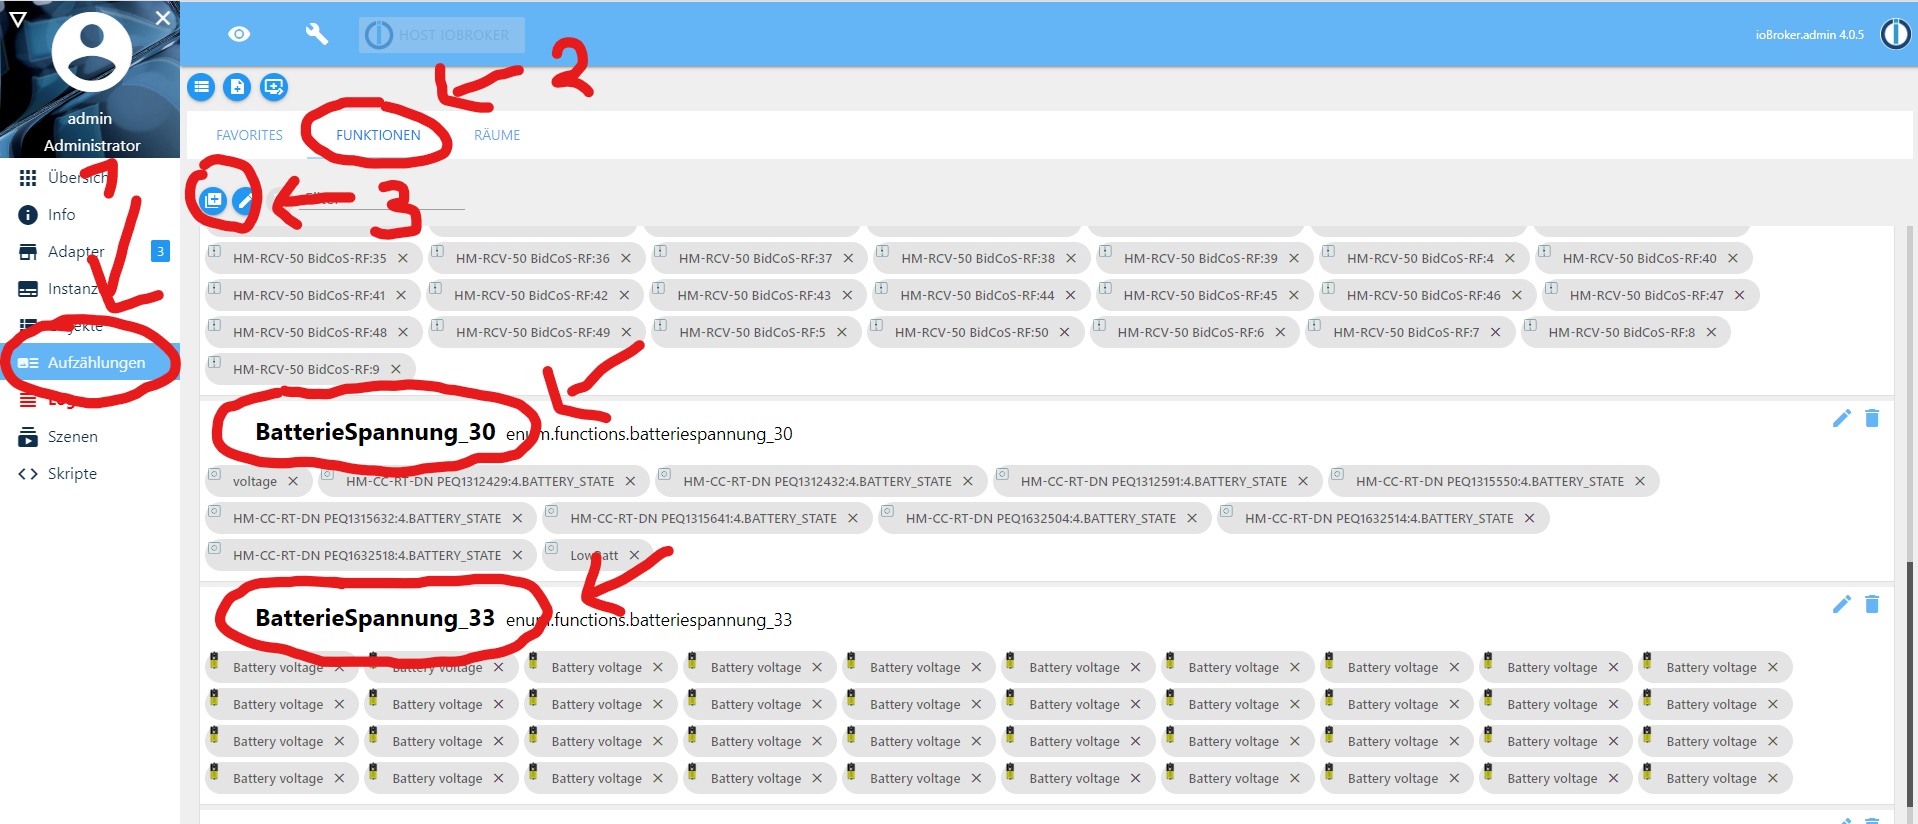 HOST IOBROKER
ioBroker.admin 4.0.5
2
admin
Administrator
FAVORITES FUNKTIONEN RÄUME
1
Übersich
Info
Adapter 3
Instanz
Aufzählungen
Szenen
Skripte
Filter
3
HM-RCV-50 BidCoS-RF:35 HM-RCV-50 BidCoS-RF:36 HM-RCV-50 BidCoS-RF:37 HM-RCV-50 BidCoS-RF:38 HM-RCV-50 BidCoS-RF:39 HM-RCV-50 BidCoS-RF:4 HM-RCV-50 BidCoS-RF:40
HM-RCV-50 BidCoS-RF:41 HM-RCV-50 BidCoS-RF:42 HM-RCV-50 BidCoS-RF:43 HM-RCV-50 BidCoS-RF:44 HM-RCV-50 BidCoS-RF:45 HM-RCV-50 BidCoS-RF:46 HM-RCV-50 BidCoS-RF:47
HM-RCV-50 BidCoS-RF:48 HM-RCV-50 BidCoS-RF:49 HM-RCV-50 BidCoS-RF:5 HM-RCV-50 BidCoS-RF:50 HM-RCV-50 BidCoS-RF:6 HM-RCV-50 BidCoS-RF:7 HM-RCV-50 BidCoS-RF:8
HM-RCV-50 BidCoS-RF:9
BatterieSpannung_30 enum.functions.batteriespannung_30
voltage HM-CC-RT-DN PEQ1312429:4.BATTERY_STATE HM-CC-RT-DN PEQ1312432:4.BATTERY_STATE HM-CC-RT-DN PEQ1312591:4.BATTERY_STATE HM-CC-RT-DN PEQ1315550:4.BATTERY_STATE
HM-CC-RT-DN PEQ1315632:4.BATTERY_STATE HM-CC-RT-DN PEQ1315641:4.BATTERY_STATE HM-CC-RT-DN PEQ1632504:4.BATTERY_STATE HM-CC-RT-DN PEQ1632514:4.BATTERY_STATE
HM-CC-RT-DN PEQ1632518:4.BATTERY_STATE LowBatt
BatterieSpannung_33 enum.functions.batteriespannung_33
Battery voltage Battery voltage Battery voltage Battery voltage Battery voltage Battery voltage Battery voltage Battery voltage Battery voltage Battery voltage
Battery voltage Battery voltage Battery voltage Battery voltage Battery voltage Battery voltage Battery voltage Battery voltage Battery voltage Battery voltage
Battery voltage Battery voltage Battery voltage Battery voltage Battery voltage Battery voltage Battery voltage Battery voltage Battery voltage Battery voltage
Battery voltage Battery voltage Battery voltage Battery voltage Battery voltage Battery voltage Battery voltage Battery voltage Battery voltage Battery voltage